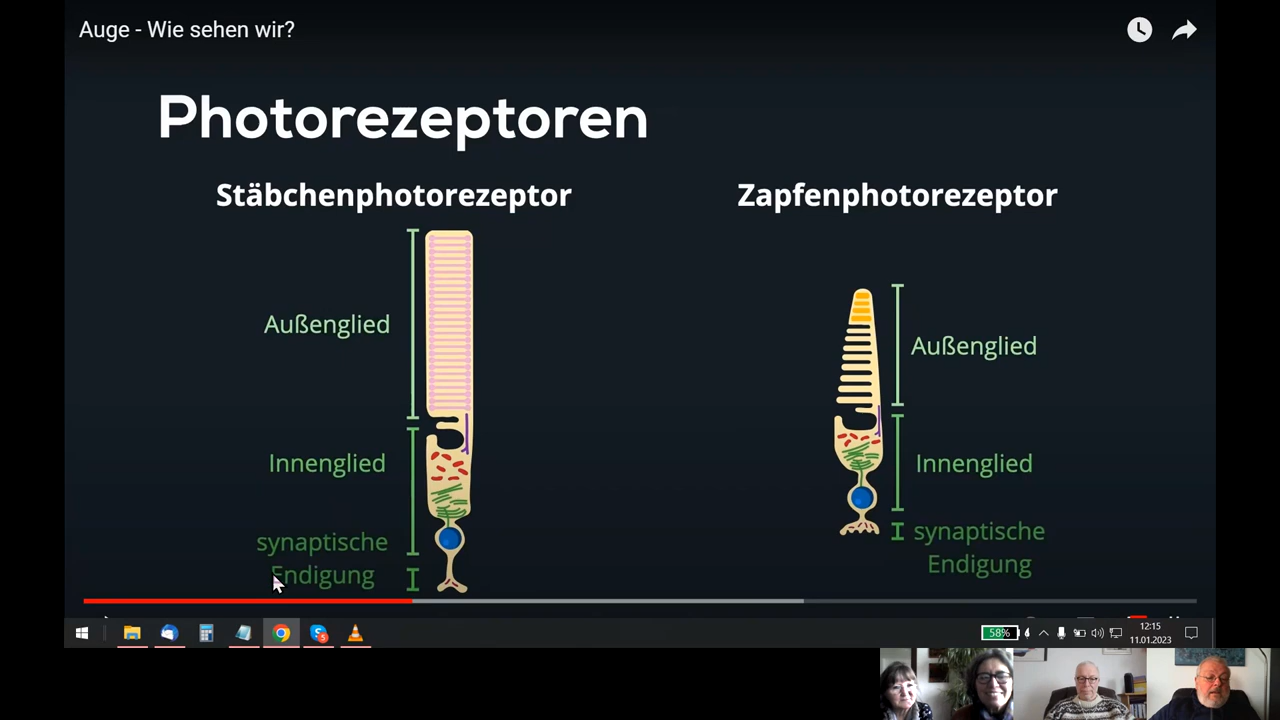 Auge - Wie sehen wir?
Photorezeptoren
Stäbchenphotorezeptor
Zapfenphotorezeptor
Außenglied
Außenglied
Innenglied
Innenglied
synaptische
Endigung
synaptische
Endigung
58%
12:15
11.01.2023